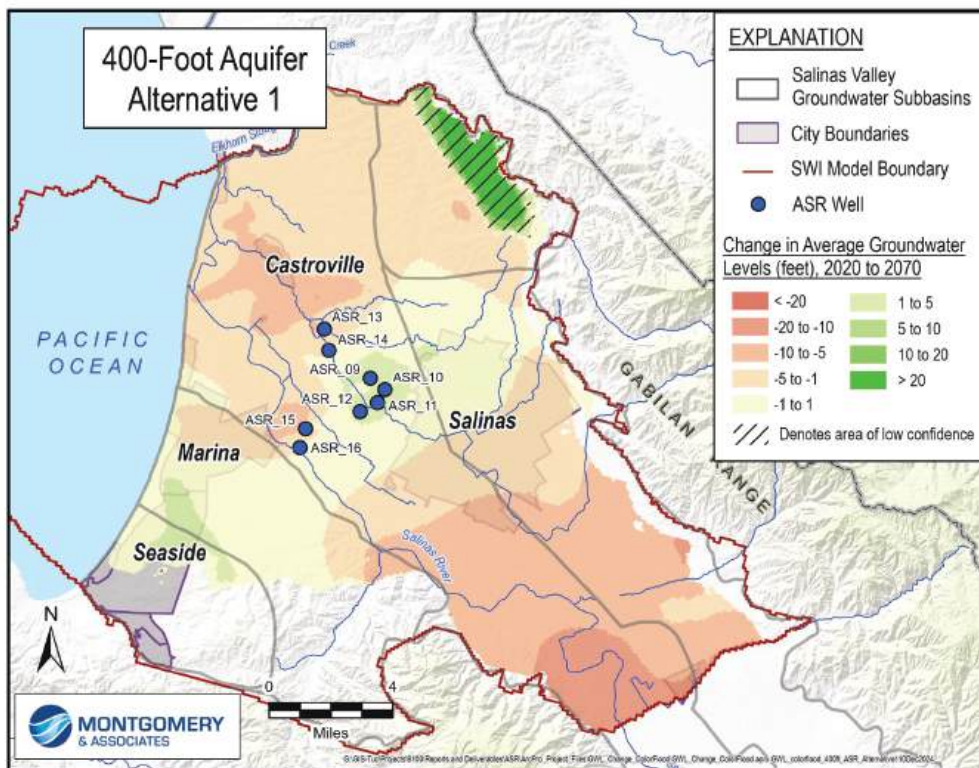 400-Foot Aquifer
Alternative 1
Creek
Elkhorn Slough
Castroville
PACIFIC
OCEAN
ASR_13
ASR_14
ASR_09
ASR_10
ASR_12
ASR_11
ASR_15
Salinas
ASR_16
Marina
Seaside
Salinas River
GABILAN
RANGE
N
0 4
Miles
MONTGOMERY
& ASSOCIATES
EXPLANATION
Salinas Valley
Groundwater Subbasins
City Boundaries
SWI Model Boundary
ASR Well
Change in Average Groundwater
Levels (feet), 2020 to 2070
< -20
-20 to -10
-10 to -5
-5 to -1
-1 to 1
1 to 5
5 to 10
10 to 20
> 20
Denotes area of low confidence